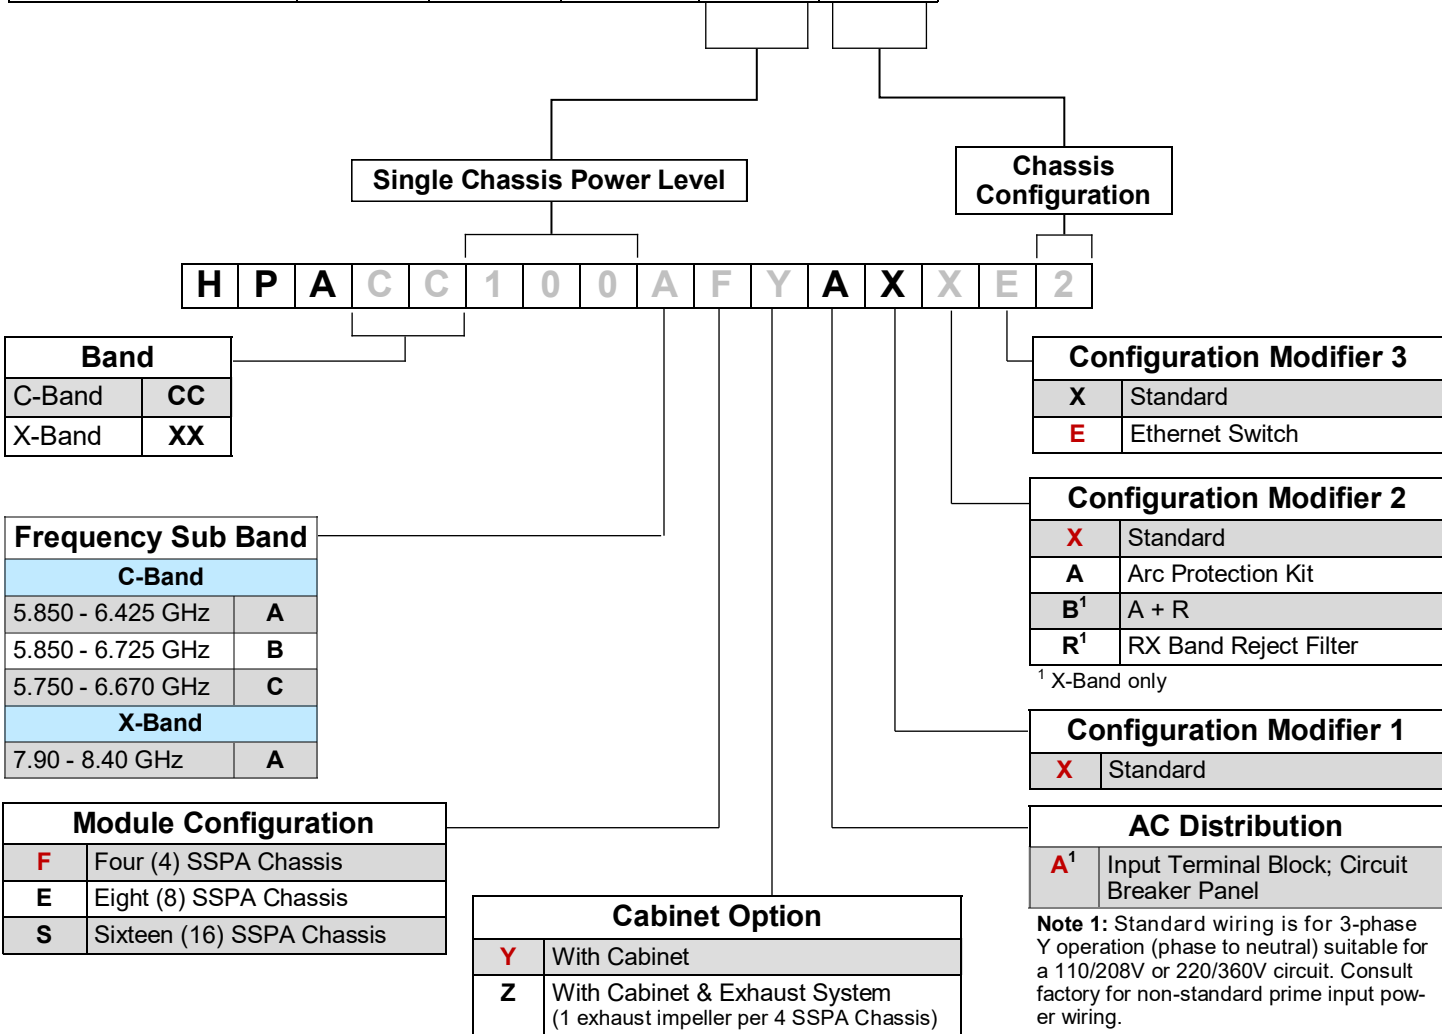 Single Chassis Power Level
Chassis
Configuration
H P A C C 1 0 0 A F Y A X X E 2
Band
C-Band CC
X-Band XX
Frequency Sub Band
C-Band
5.850 - 6.425 GHz A
5.850 - 6.725 GHz B
5.750 - 6.670 GHz C
X-Band
7.90 - 8.40 GHz A
Module Configuration
F Four (4) SSPA Chassis
E Eight (8) SSPA Chassis
S Sixteen (16) SSPA Chassis
Cabinet Option
Y With Cabinet
Z With Cabinet & Exhaust System
(1 exhaust impeller per 4 SSPA Chassis)
Configuration Modifier 3
X Standard
E Ethernet Switch
Configuration Modifier 2
X Standard
A Arc Protection Kit
B1 A + R
R1 RX Band Reject Filter
1 X-Band only
Configuration Modifier 1
X Standard
AC Distribution
A1 Input Terminal Block; Circuit
Breaker Panel
Note 1: Standard wiring is for 3-phase
Y operation (phase to neutral) suitable for
a 110/208V or 220/360V circuit. Consult
factory for non-standard prime input pow-
er wiring.